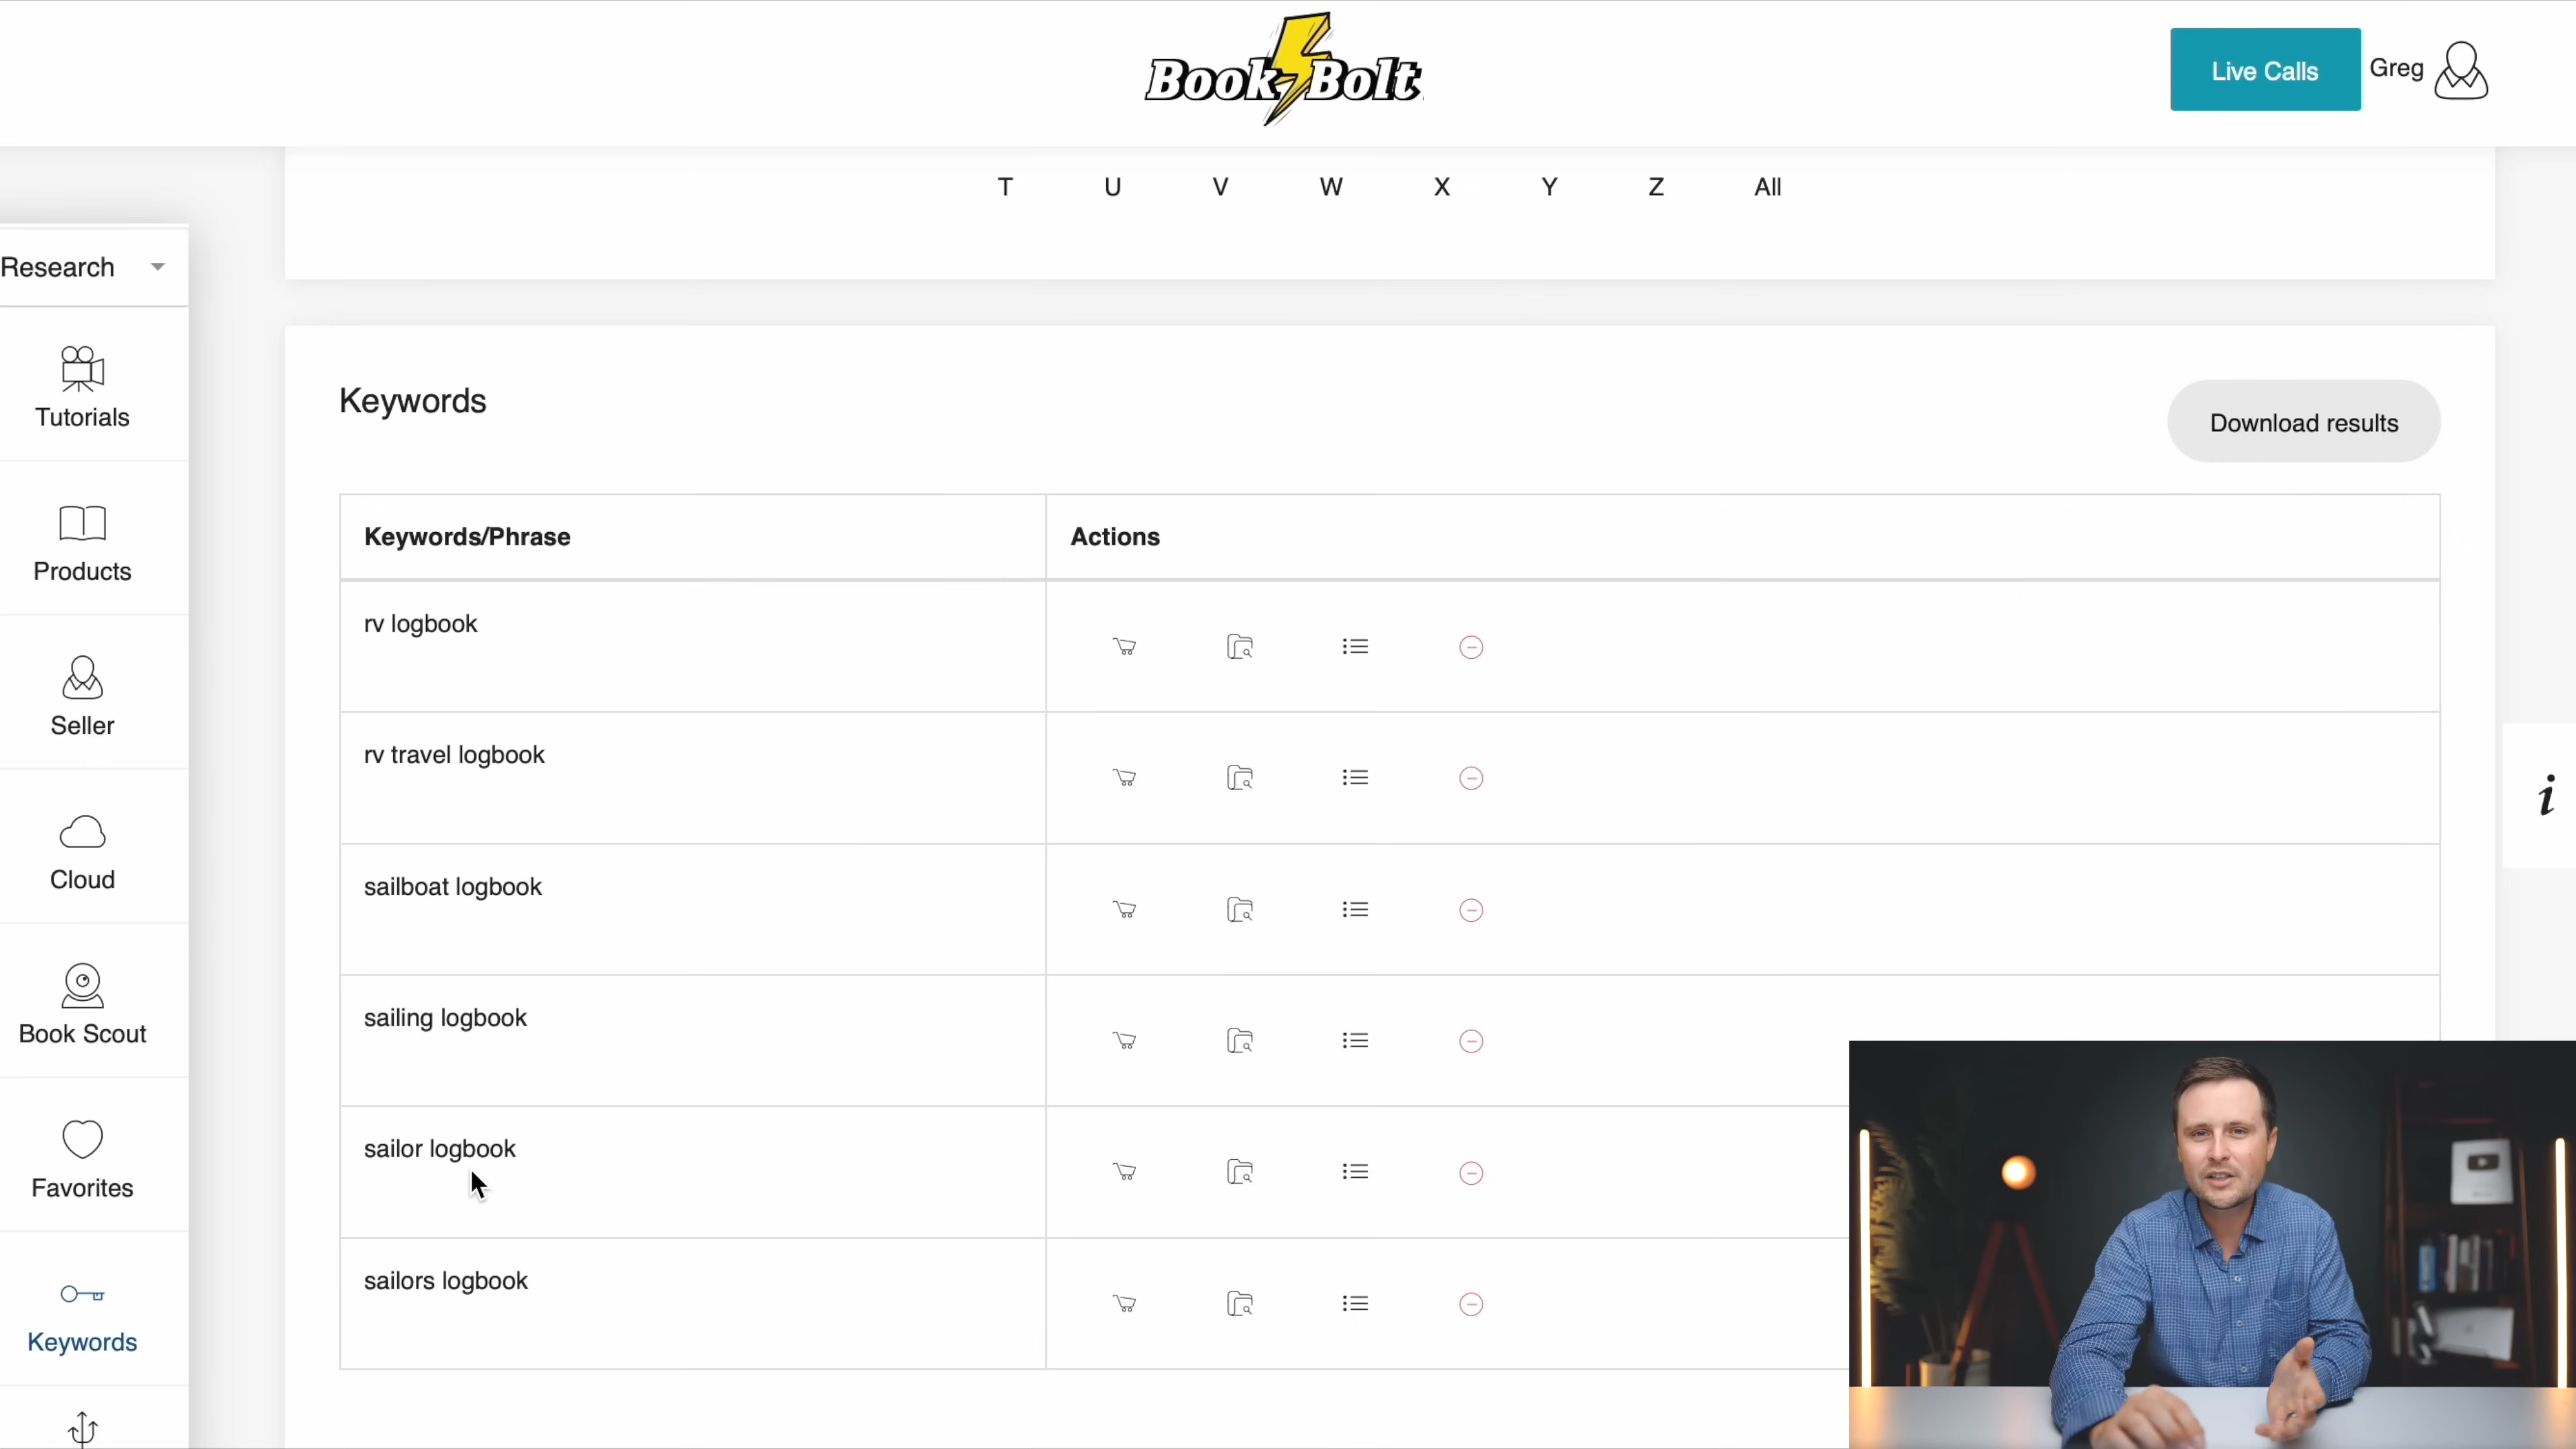 Book Bolt
Live Calls
Greg
T U V W X Y Z All
Research
Tutorials
Products
Seller
Cloud
Book Scout
Favorites
Keywords
Keywords
Download results
Keywords/Phrase Actions
rv logbook
rv travel logbook
sailboat logbook
sailing logbook
sailor logbook
sailors logbook
i